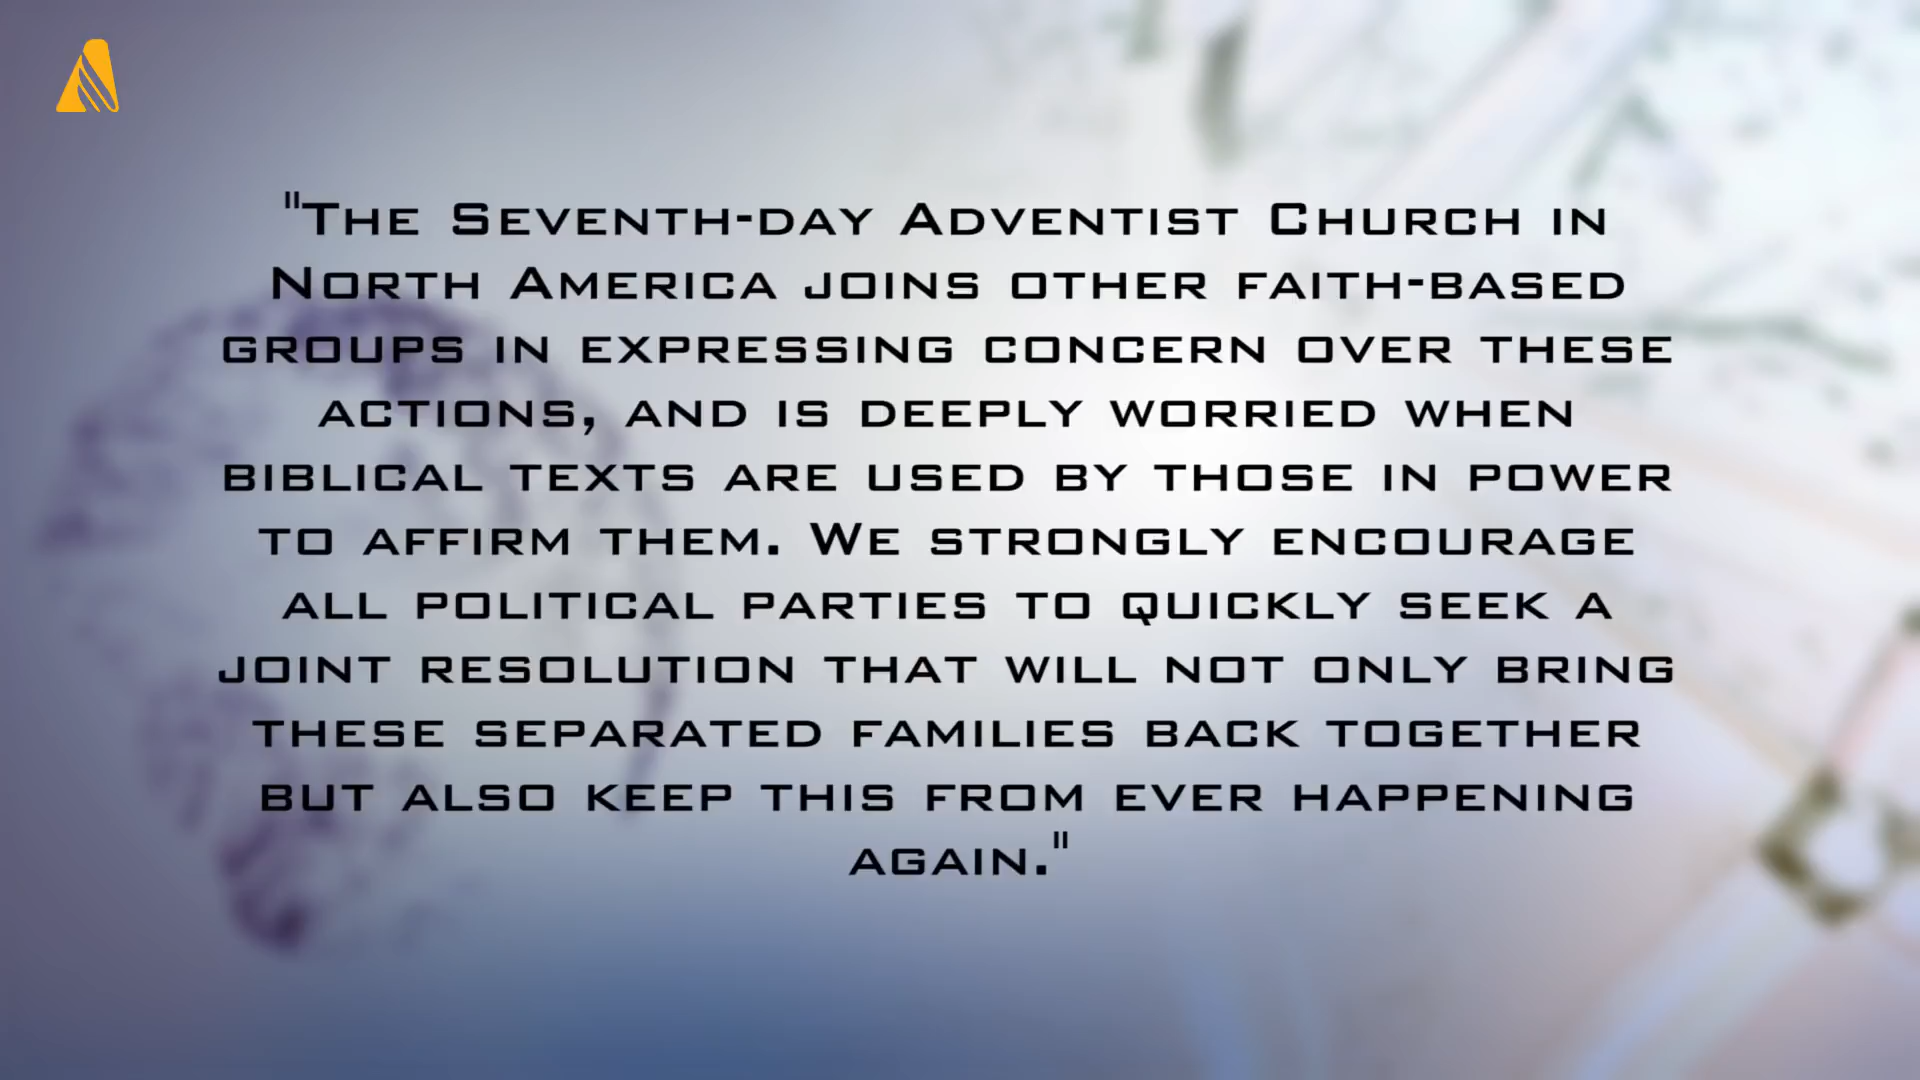 "The Seventh-day Adventist Church in
North America joins other faith-based
groups in expressing concern over these
actions, and is deeply worried when
biblical texts are used by those in power
to affirm them. We strongly encourage
all political parties to quickly seek a
joint resolution that will not only bring
these separated families back together
but also keep this from ever happening
again."